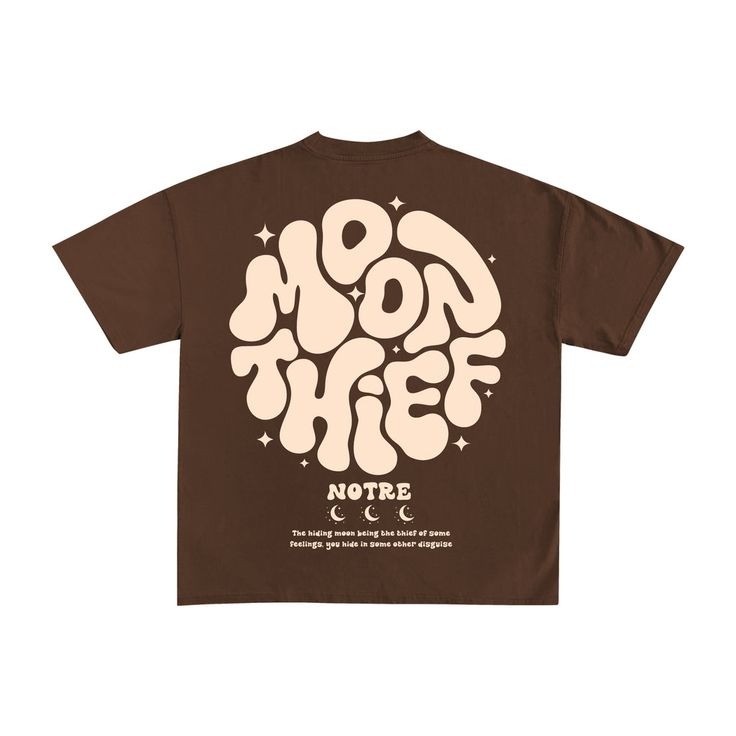 MOON
THiEF
NOTRE
The hiding moon being the thief of some
feelings, you hide in some other disguise